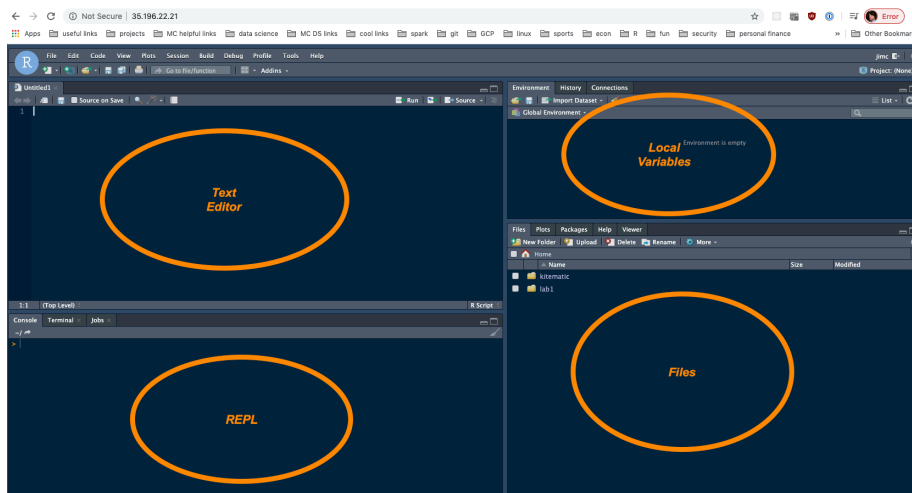 Not Secure | 35.196.22.21
Error
Apps useful links projects MC helpful links data science MC DS links cool links spark git GCP linux sports econ R fun security personal finance » Other Bookmar
R File Edit Code View Plots Session Build Debug Profile Tools Help jimc
Go to file/function Addins Project: (None
Untitled1
Source on Save Run Source
1
Text
Editor
1:1 (Top Level) R Script
Console Terminal Jobs
~/
>
REPL
Environment History Connections
Import Dataset List
Global Environment
Environment is empty
Local
Variables
Files Plots Packages Help Viewer
New Folder Upload Delete Rename More
Home
Name Size Modified
kitematic
lab1
Files